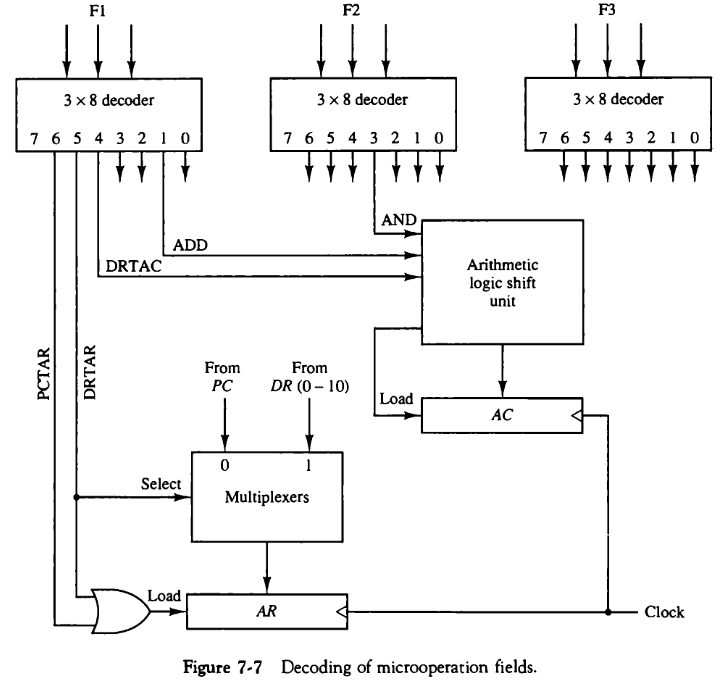 F1 F2 F3
3 × 8 decoder 3 × 8 decoder 3 × 8 decoder
7 6 5 4 3 2 1 0 7 6 5 4 3 2 1 0 7 6 5 4 3 2 1 0
AND
ADD
DRTAC
Arithmetic
logic shift
unit
PCTAR
DRTAR
From
PC
From
DR (0 – 10)
Load
AC
0 1
Select
Multiplexers
Load
AR
Clock
Figure 7-7 Decoding of microoperation fields.